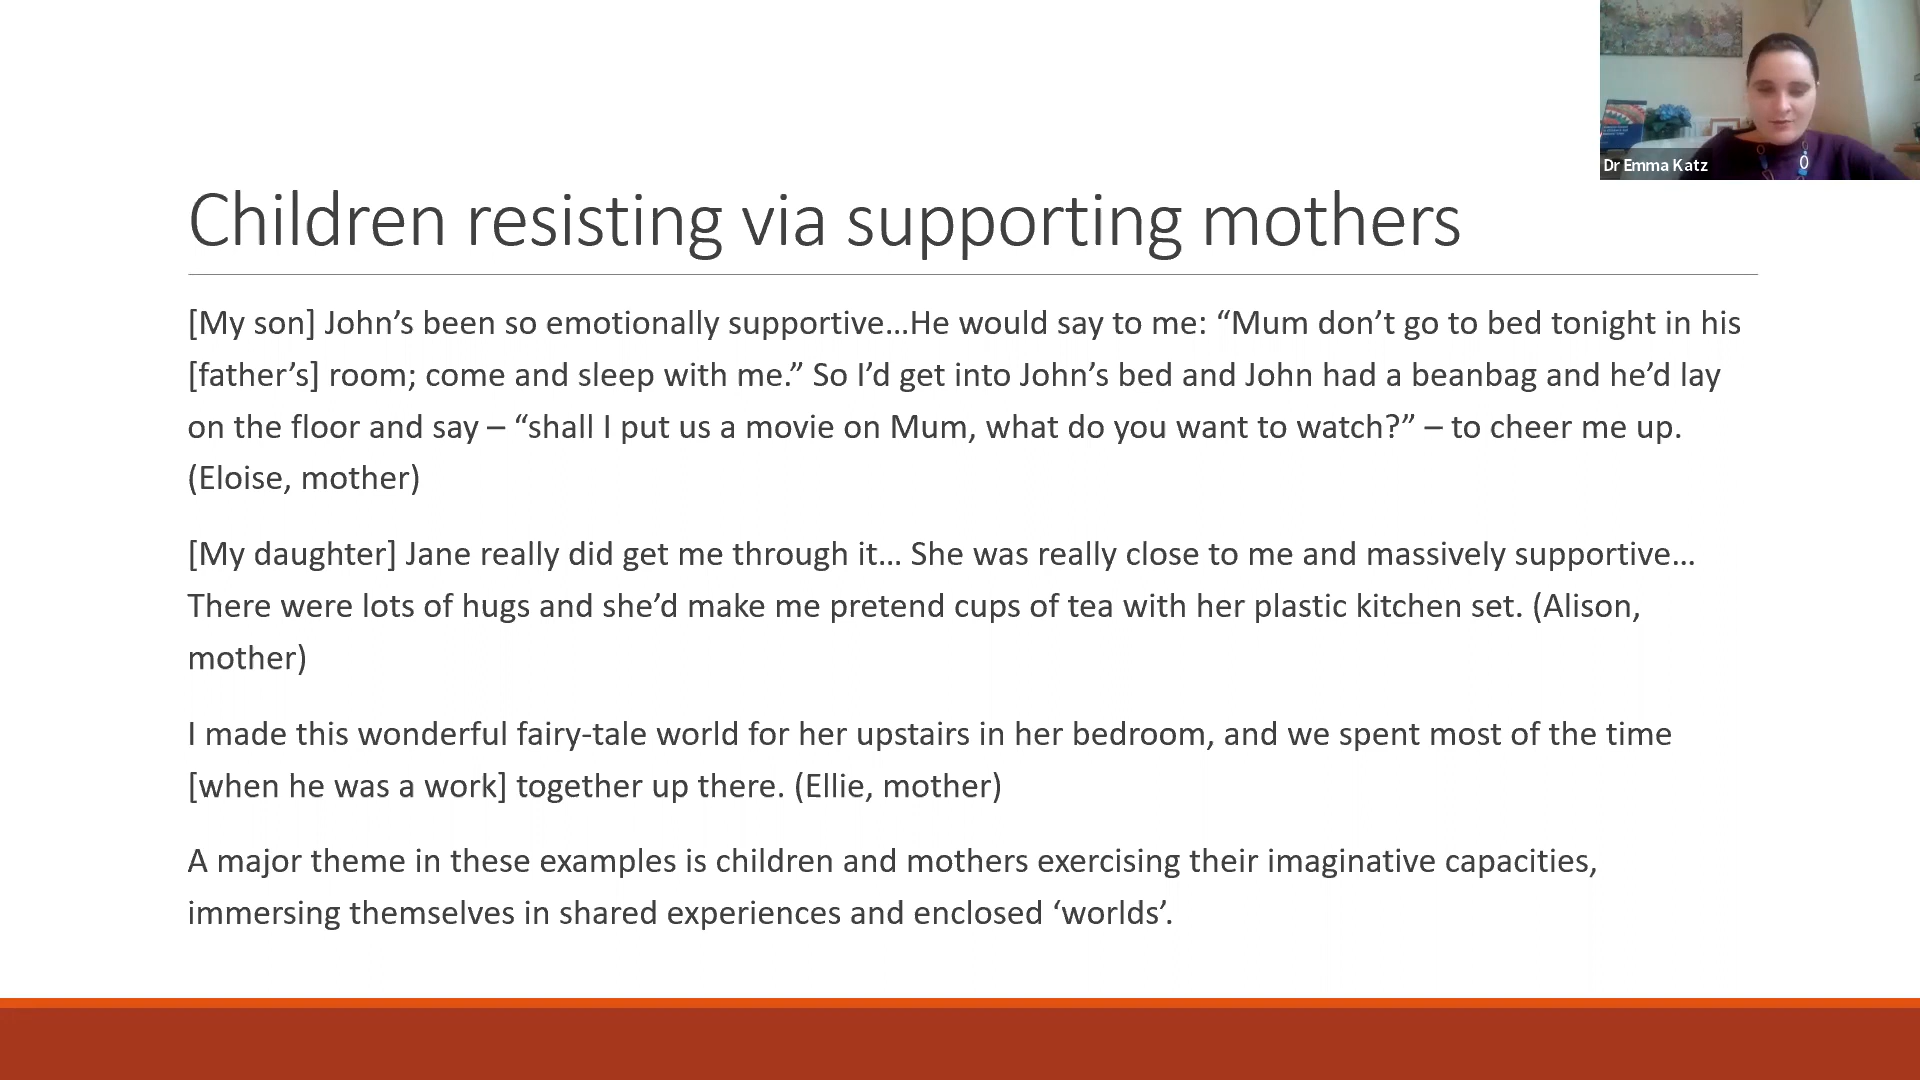 Dr Emma Katz
Children resisting via supporting mothers
[My son] John’s been so emotionally supportive…He would say to me: “Mum don’t go to bed tonight in his
[father’s] room; come and sleep with me.” So I’d get into John’s bed and John had a beanbag and he’d lay
on the floor and say – “shall I put us a movie on Mum, what do you want to watch?” – to cheer me up.
(Eloise, mother)
[My daughter] Jane really did get me through it… She was really close to me and massively supportive…
There were lots of hugs and she’d make me pretend cups of tea with her plastic kitchen set. (Alison,
mother)
I made this wonderful fairy-tale world for her upstairs in her bedroom, and we spent most of the time
[when he was a work] together up there. (Ellie, mother)
A major theme in these examples is children and mothers exercising their imaginative capacities,
immersing themselves in shared experiences and enclosed ‘worlds’.